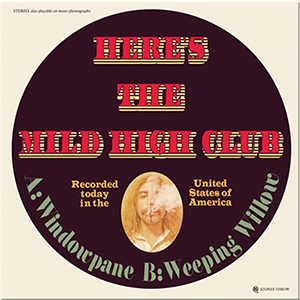 STEREO, also playable on mono phonographs
HERE'S
THE
MILD HIGH CLUB
Recorded
today
in the
United
States of
America
A: Windowpane B: Weeping Willow
STONES THROW